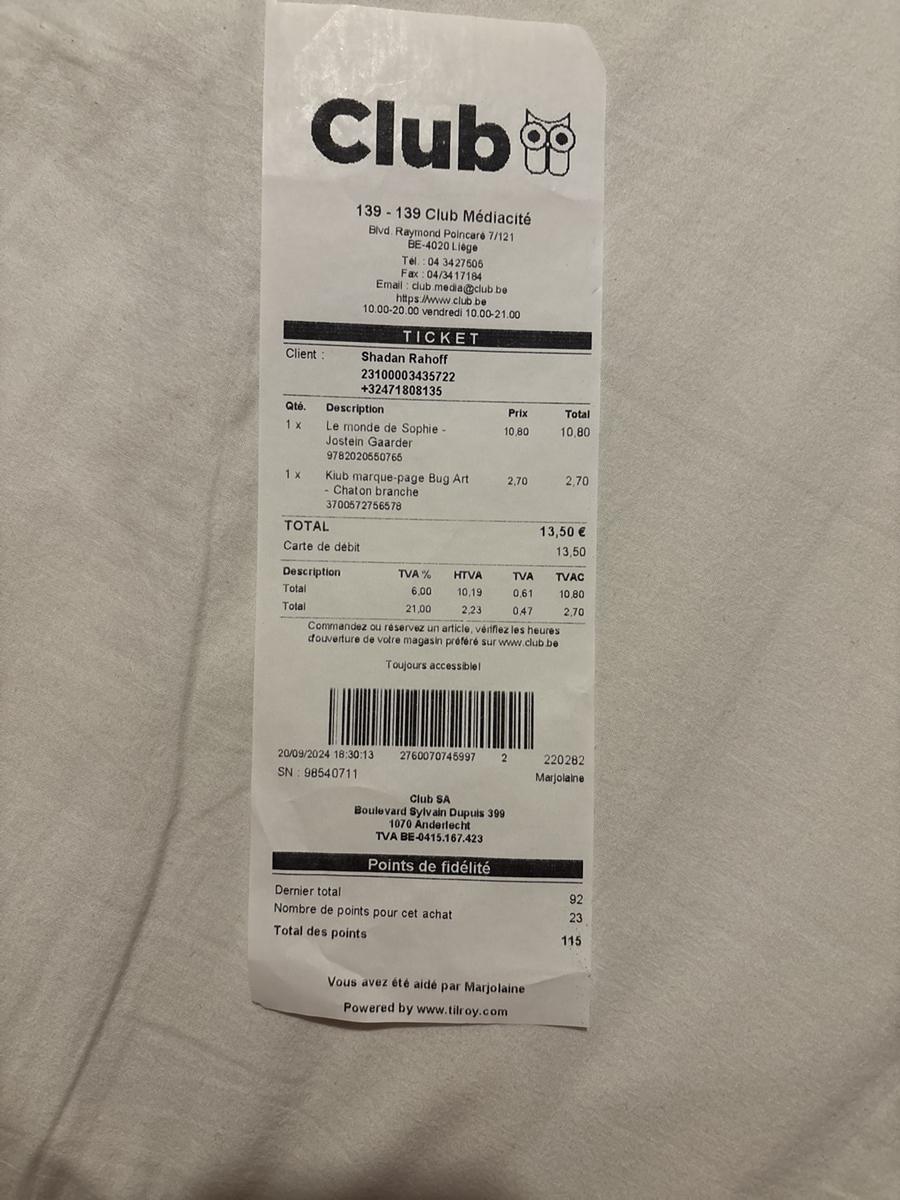 Club
139 - 139 Club Médiacité
Blvd. Raymond Poincaré 7/121
BE-4020 Liège
Tél. : 04 3427505
Fax : 04/3417184
Email : club.media@club.be
https://www.club.be
10.00-20.00 vendredi 10.00-21.00
TICKET
Client : Shadan Rahoff
23100003435722
+32471808135
Qté. Description Prix Total
1 x Le monde de Sophie - 10,80 10,80
Jostein Gaarder
9782020550765
1 x Kiub marque-page Bug Art 2,70 2,70
- Chaton branche
3700572756578
TOTAL 13,50 €
Carte de débit 13,50
Description TVA % HTVA TVA TVAC
Total 6,00 10,19 0,61 10,80
Total 21,00 2,23 0,47 2,70
Commandez ou réservez un article, vérifiez les heures
d'ouverture de votre magasin préféré sur www.club.be
Toujours accessible!
20/09/2024 18:30:13 2760070745997 2 220282
SN : 98540711 Marjolaine
Club SA
Boulevard Sylvain Dupuis 399
1070 Anderlecht
TVA BE-0415.167.423
Points de fidélité
Dernier total 92
Nombre de points pour cet achat 23
Total des points 115
Vous avez été aidé par Marjolaine
Powered by www.tilroy.com